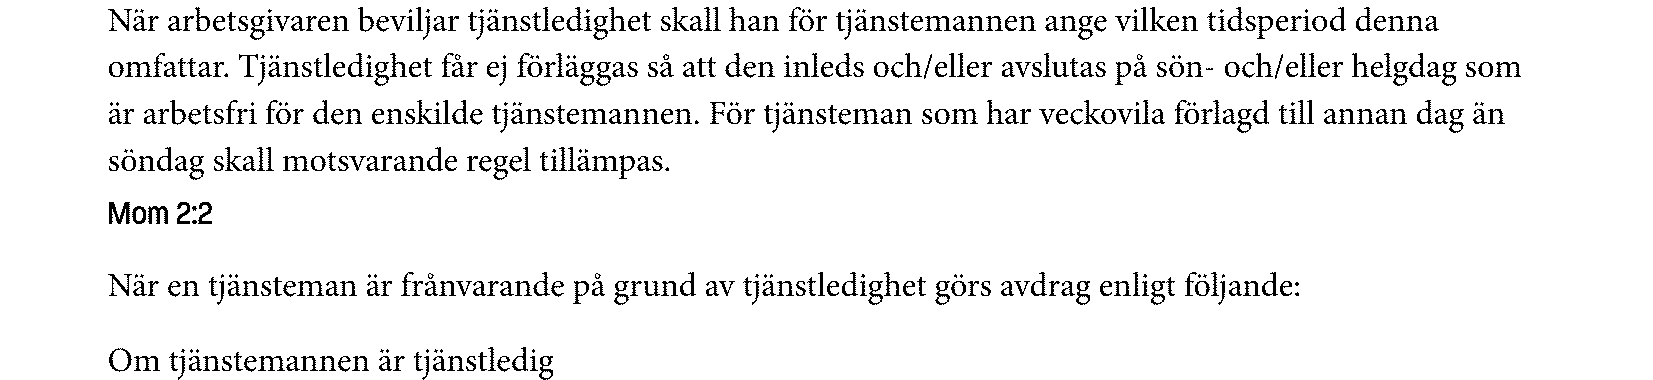 När arbetsgivaren beviljar tjänstledighet skall han för tjänstemannen ange vilken tidsperiod denna
omfattar. Tjänstledighet får ej förläggas så att den inleds och/eller avslutas på sön- och/eller helgdag som
är arbetsfri för den enskilde tjänstemannen. För tjänsteman som har veckovila förlagd till annan dag än
söndag skall motsvarande regel tillämpas.
Mom 2:2
När en tjänsteman är frånvarande på grund av tjänstledighet görs avdrag enligt följande:
Om tjänstemannen är tjänstledig